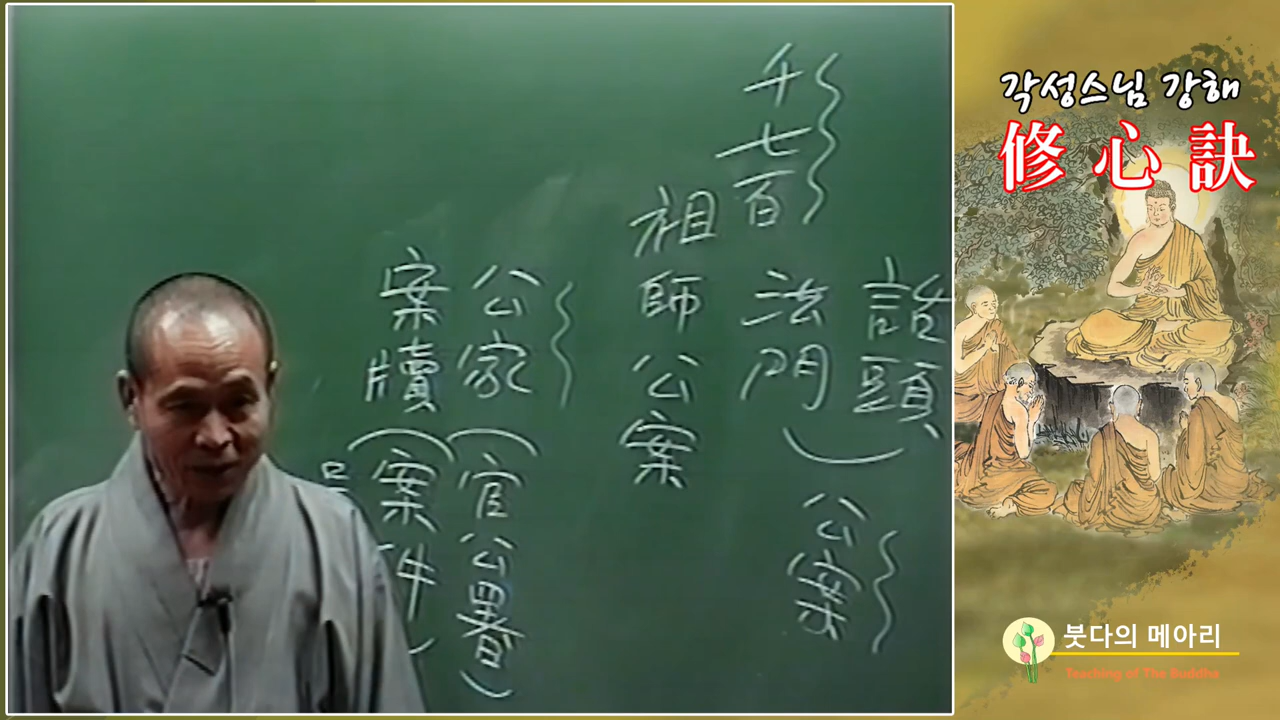 話頭
千七百
法門
公案
祖師公案
公家
(官公署)
案牘
(案件)
각성스님 강해
修心訣
붓다의 메아리
Teaching of The Buddha